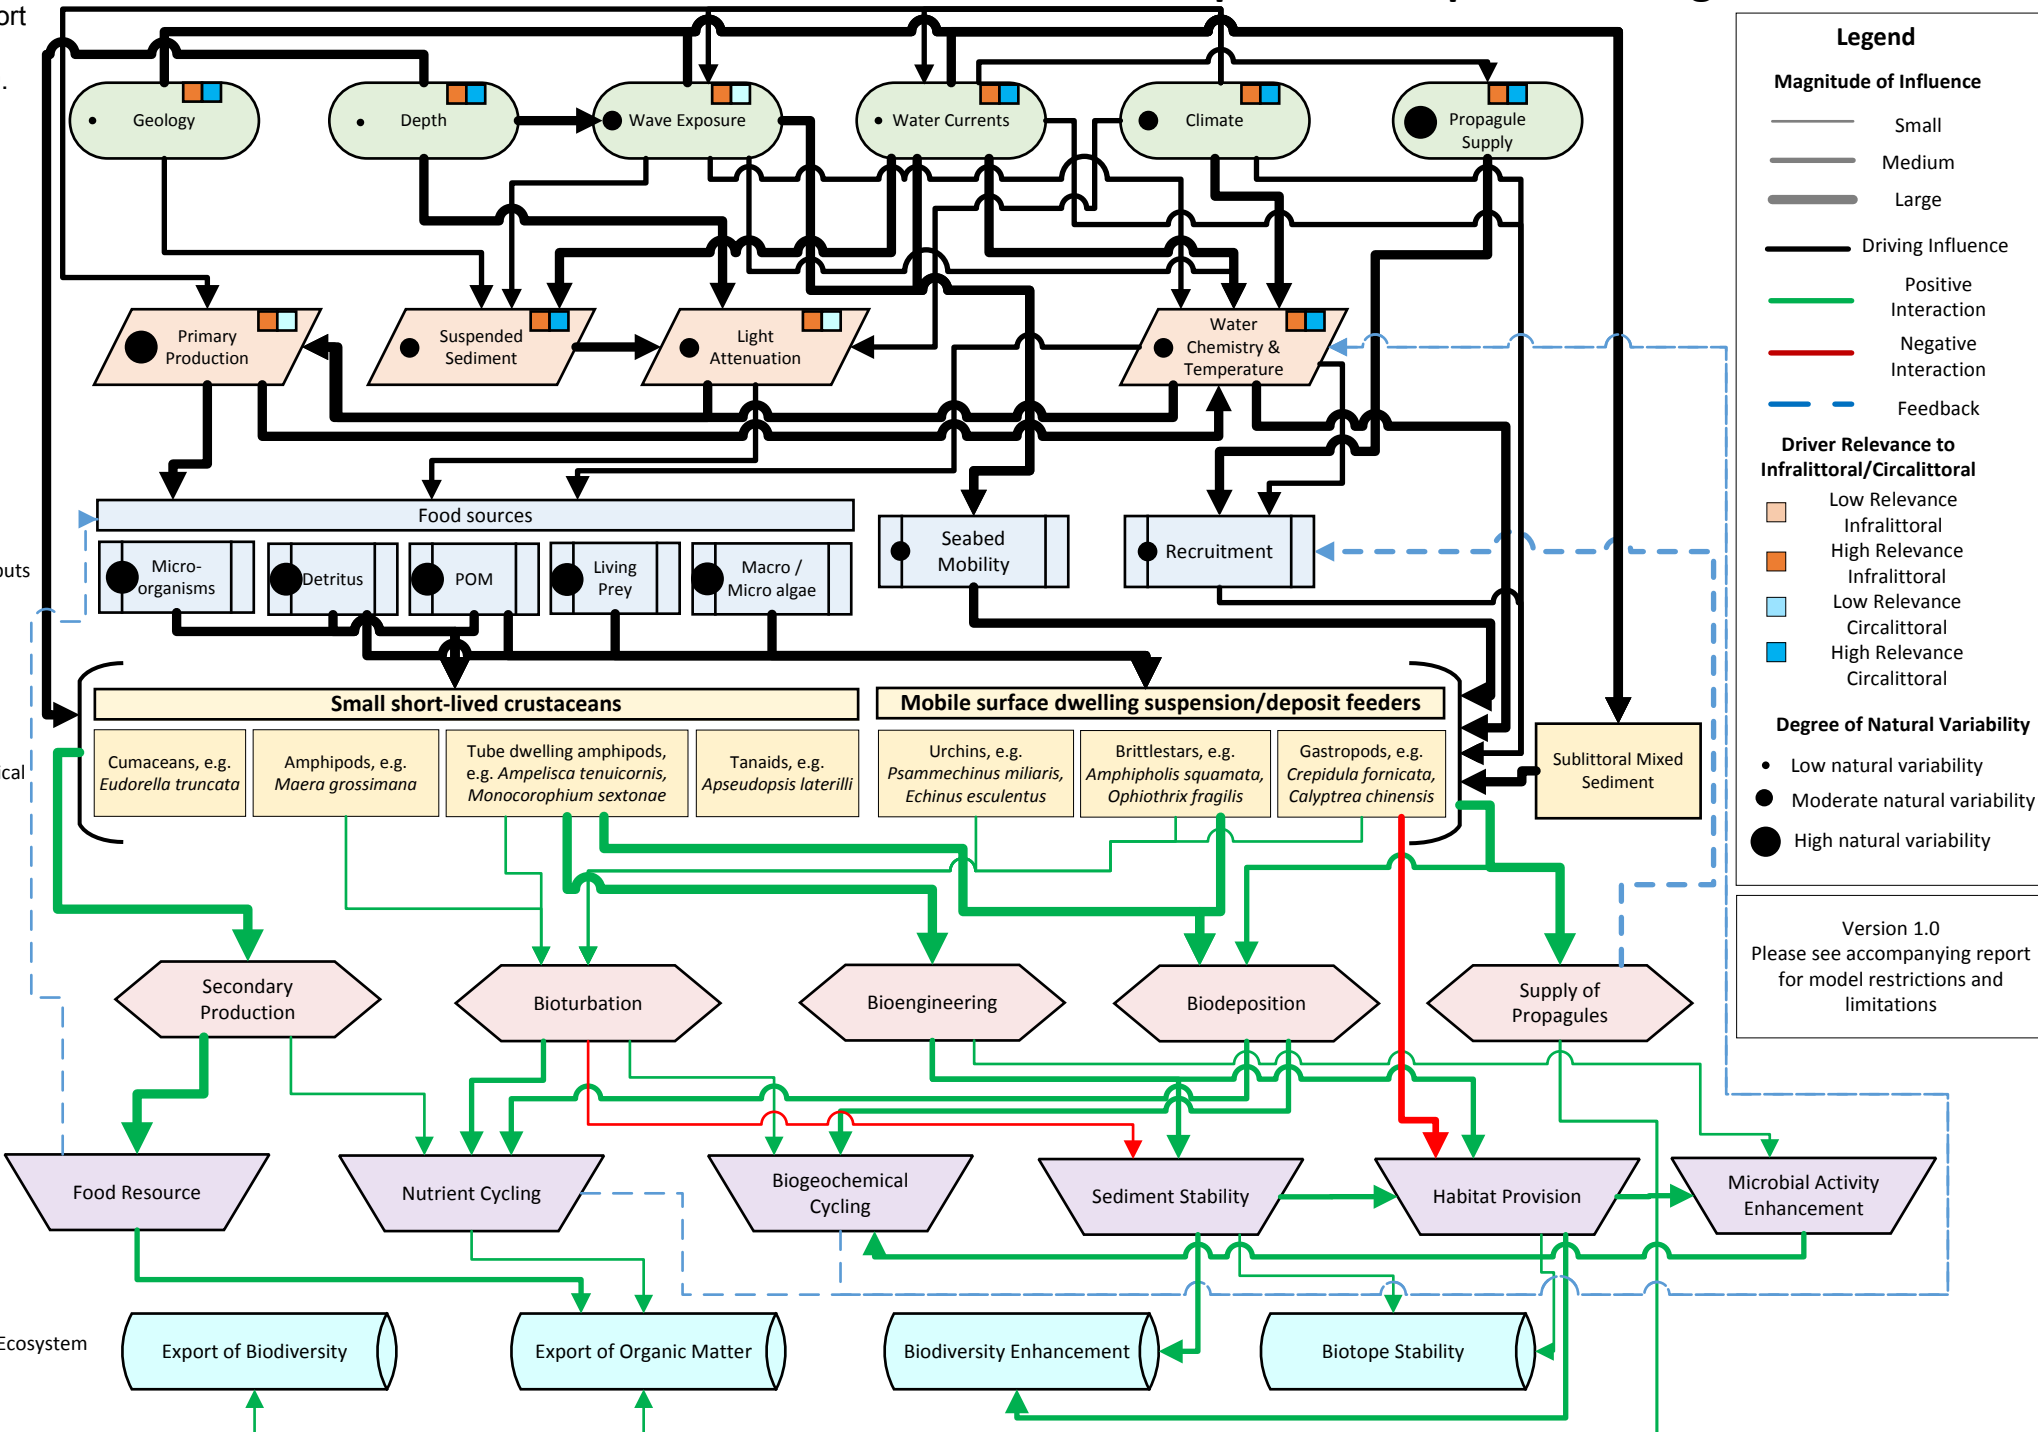 ort
.
Geology
Depth
Wave Exposure
Water Currents
Climate
Propagule
Supply
Primary
Production
Suspended
Sediment
Light
Attenuation
Water
Chemistry &
Temperature
Food sources
Micro-
organisms
Detritus
POM
Living
Prey
Macro /
Micro algae
Seabed
Mobility
Recruitment
outs
Small short-lived crustaceans
Mobile surface dwelling suspension/deposit feeders
Cumaceans, e.g.
Eudorella truncata
Amphipods, e.g.
Maera grossimana
Tube dwelling amphipods,
e.g. Ampelisca tenuicornis,
Monocorophium sextonae
Tanaids, e.g.
Apseudopsis laterilli
Urchins, e.g.
Psammechinus miliaris,
Echinus esculentus
Brittlestars, e.g.
Amphipholis squamata,
Ophiothrix fragilis
Gastropods, e.g.
Crepidula fornicata,
Calyptrea chinensis
Sublittoral Mixed
Sediment
ical
Secondary
Production
Bioturbation
Bioengineering
Biodeposition
Supply of
Propagules
Food Resource
Nutrient Cycling
Biogeochemical
Cycling
Sediment Stability
Habitat Provision
Microbial Activity
Enhancement
Ecosystem
Export of Biodiversity
Export of Organic Matter
Biodiversity Enhancement
Biotope Stability
Legend
Magnitude of Influence
Small
Medium
Large
Driving Influence
Positive
Interaction
Negative
Interaction
Feedback
Driver Relevance to
Infralittoral/Circalittoral
Low Relevance
Infralittoral
High Relevance
Infralittoral
Low Relevance
Circalittoral
High Relevance
Circalittoral
Degree of Natural Variability
Low natural variability
Moderate natural variability
High natural variability
Version 1.0
Please see accompanying report
for model restrictions and
limitations